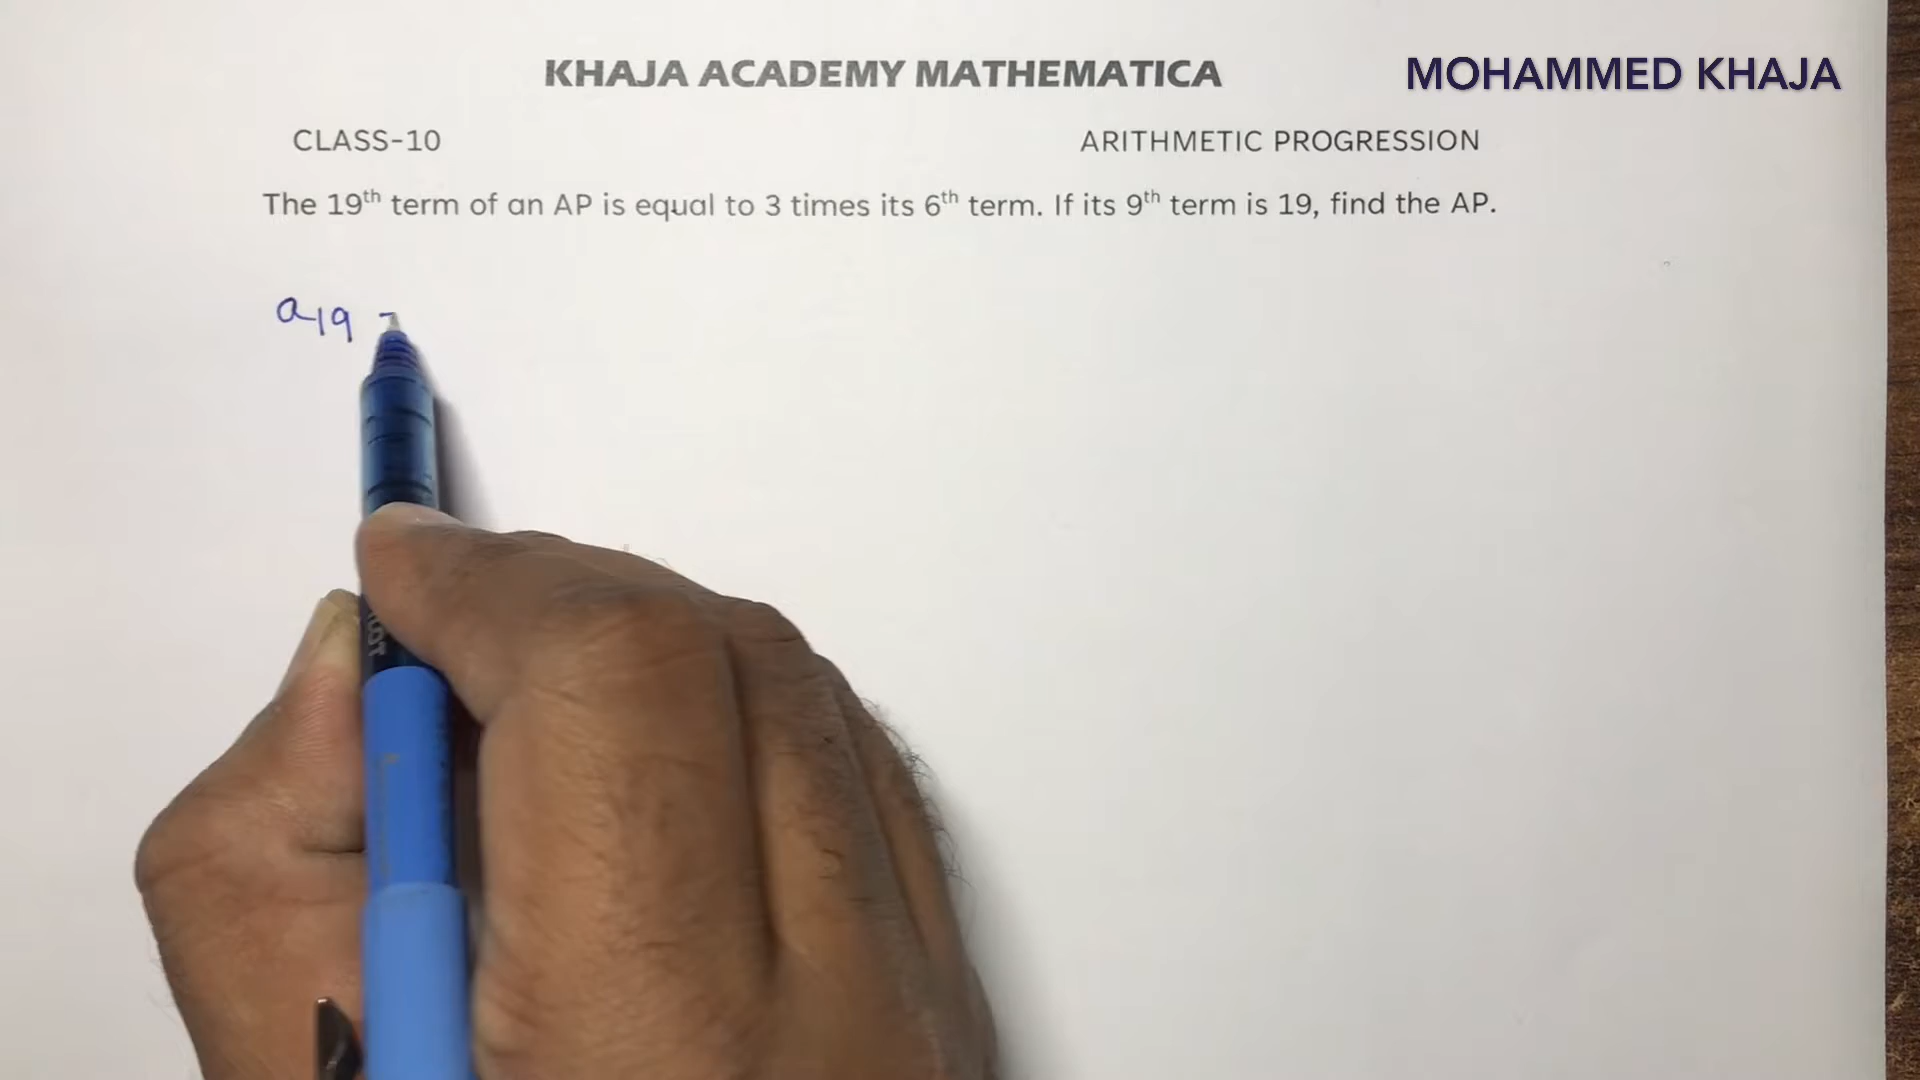 KHAJA ACADEMY MATHEMATICA
MOHAMMED KHAJA
CLASS-10
ARITHMETIC PROGRESSION
The 19th term of an AP is equal to 3 times its 6th term. If its 9th term is 19, find the AP.
a19 -